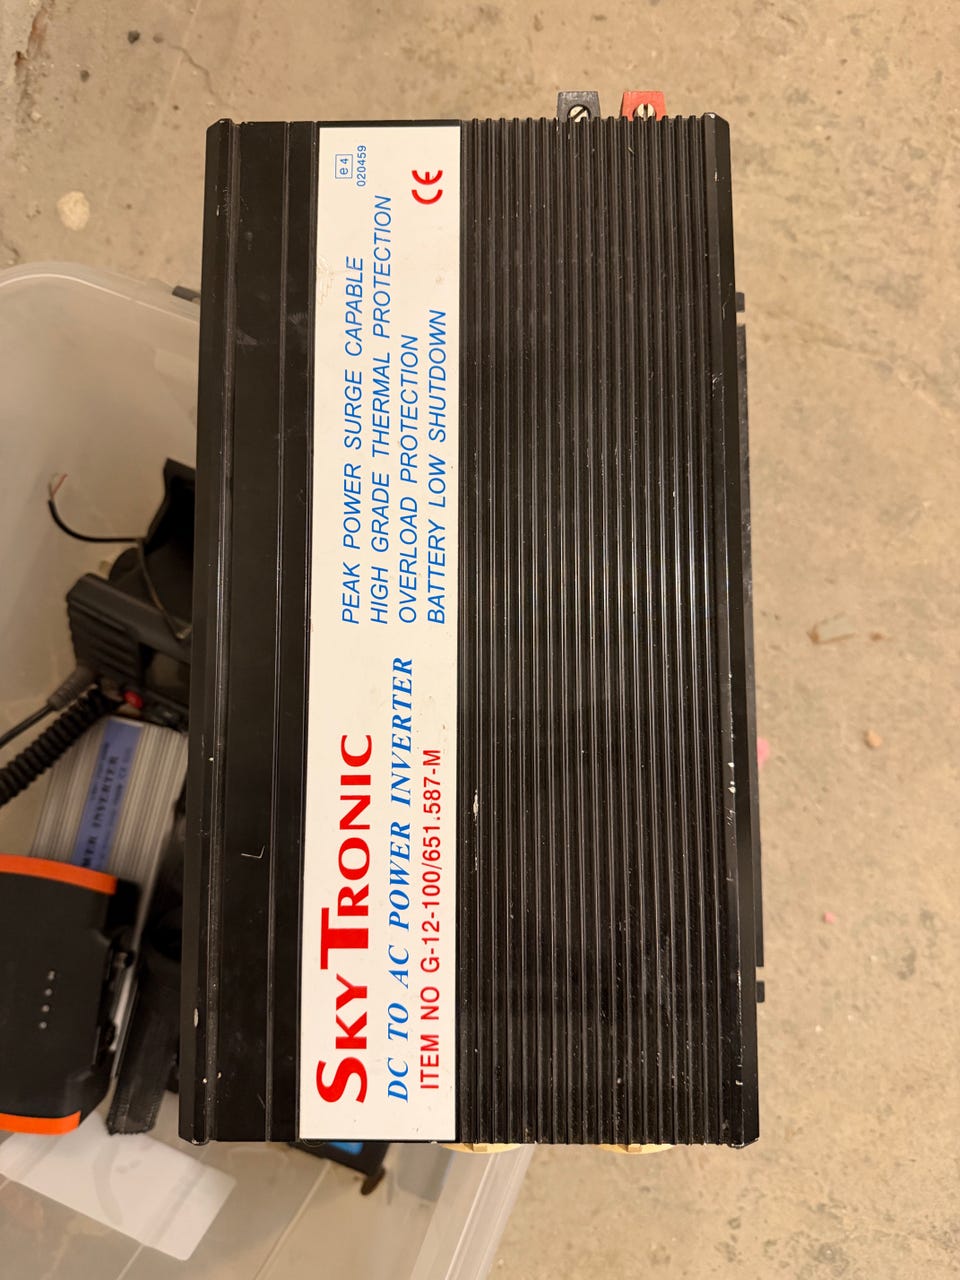 SKYTRONIC
DC TO AC POWER INVERTER
ITEM NO G-12-100/651.587-M
PEAK POWER SURGE CAPABLE
HIGH GRADE THERMAL PROTECTION
OVERLOAD PROTECTION
BATTERY LOW SHUTDOWN
e4
020459
CE
INVERTER